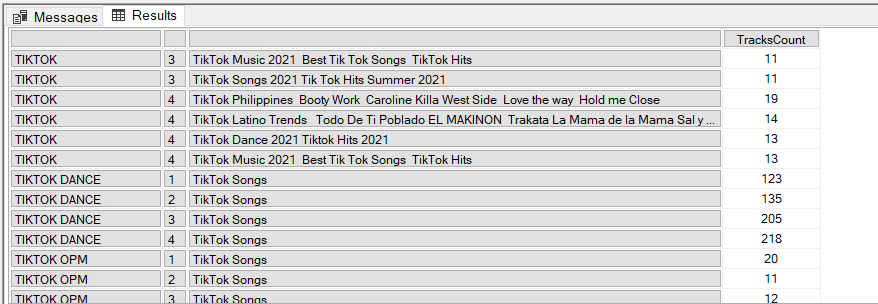 Messages Results
TracksCount
TIKTOK 3 TikTok Music 2021 Best Tik Tok Songs TikTok Hits 11
TIKTOK 3 TikTok Songs 2021 Tik Tok Hits Summer 2021 11
TIKTOK 4 TikTok Philippines Booty Work Caroline Killa West Side Love the way Hold me Close 19
TIKTOK 4 TikTok Latino Trends Todo De Ti Poblado EL MAKINON Trakata La Mama de la Mama Sal y ... 14
TIKTOK 4 TikTok Dance 2021 Tiktok Hits 2021 13
TIKTOK 4 TikTok Music 2021 Best Tik Tok Songs TikTok Hits 13
TIKTOK DANCE 1 TikTok Songs 123
TIKTOK DANCE 2 TikTok Songs 135
TIKTOK DANCE 3 TikTok Songs 205
TIKTOK DANCE 4 TikTok Songs 218
TIKTOK OPM 1 TikTok Songs 20
TIKTOK OPM 2 TikTok Songs 11
TIKTOK OPM 3 TikTok Songs 12